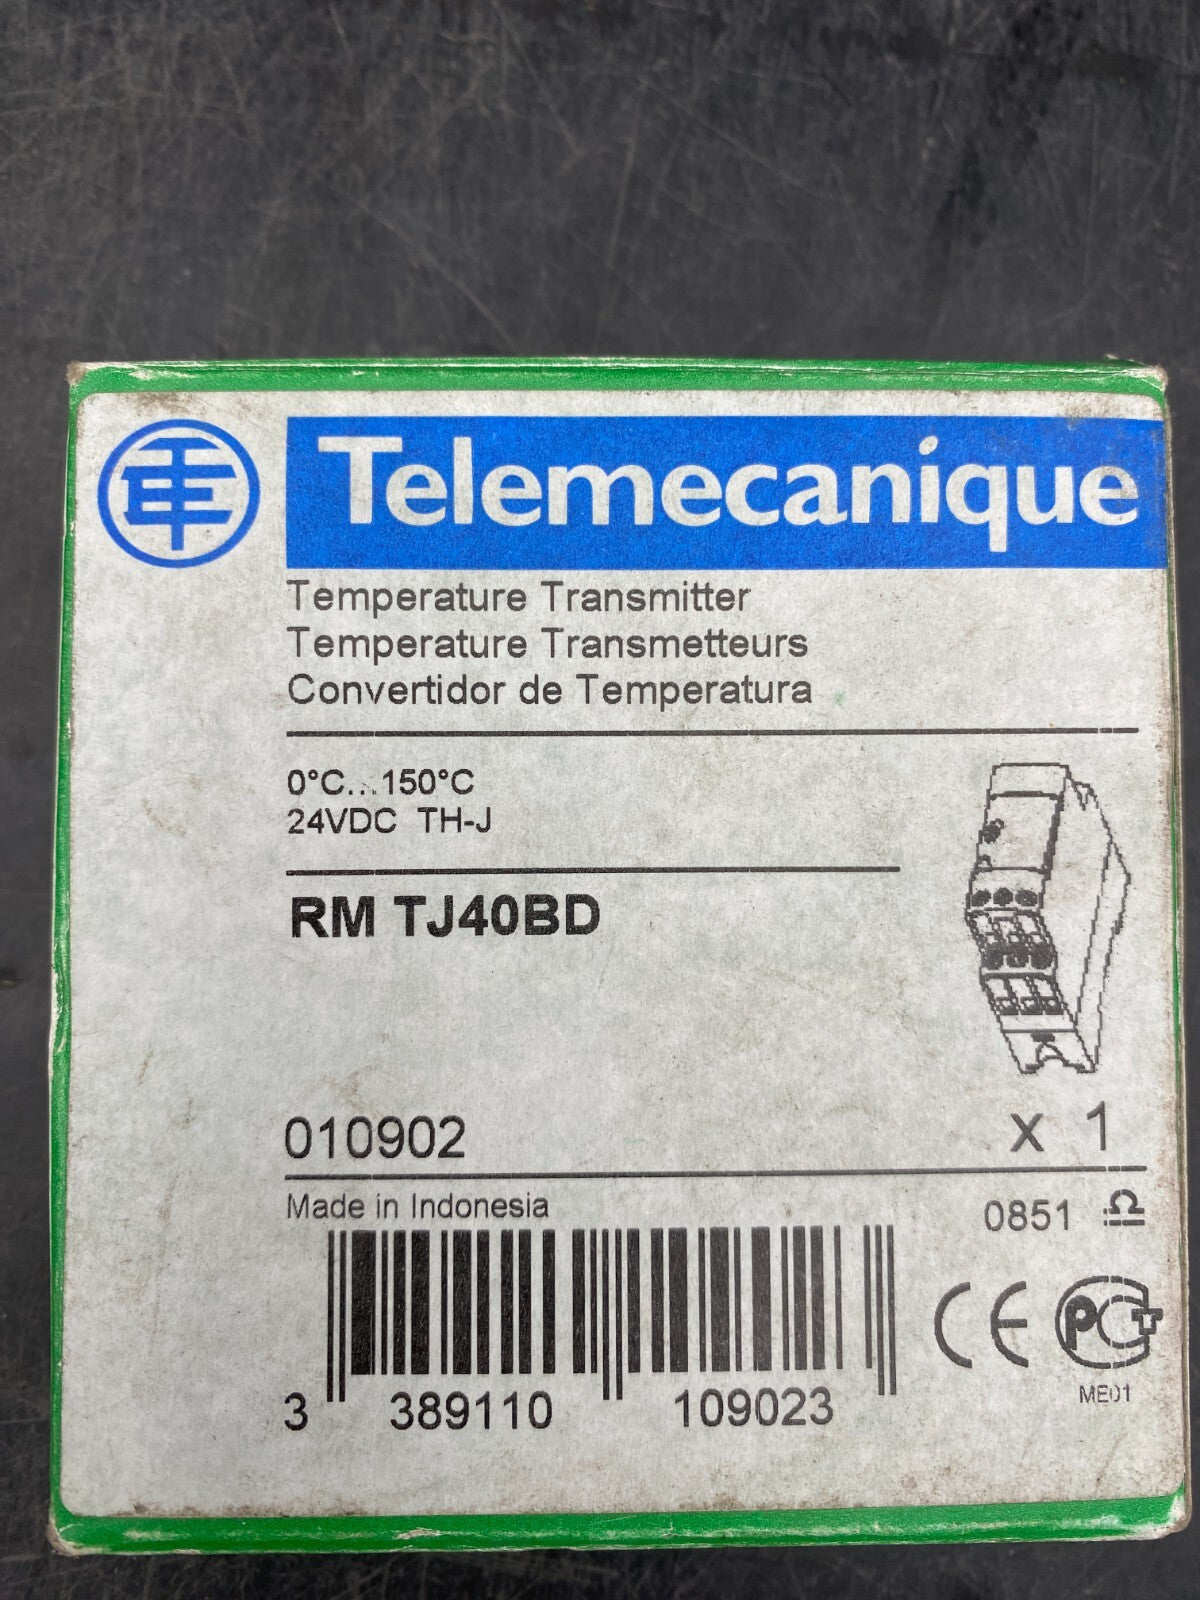 Telemecanique
Temperature Transmitter
Temperature Transmetteurs
Convertidor de Temperatura
0°C...150°C
24VDC TH-J
RM TJ40BD
010902
x 1
Made in Indonesia
0851
CE
ME01
3 389110 109023